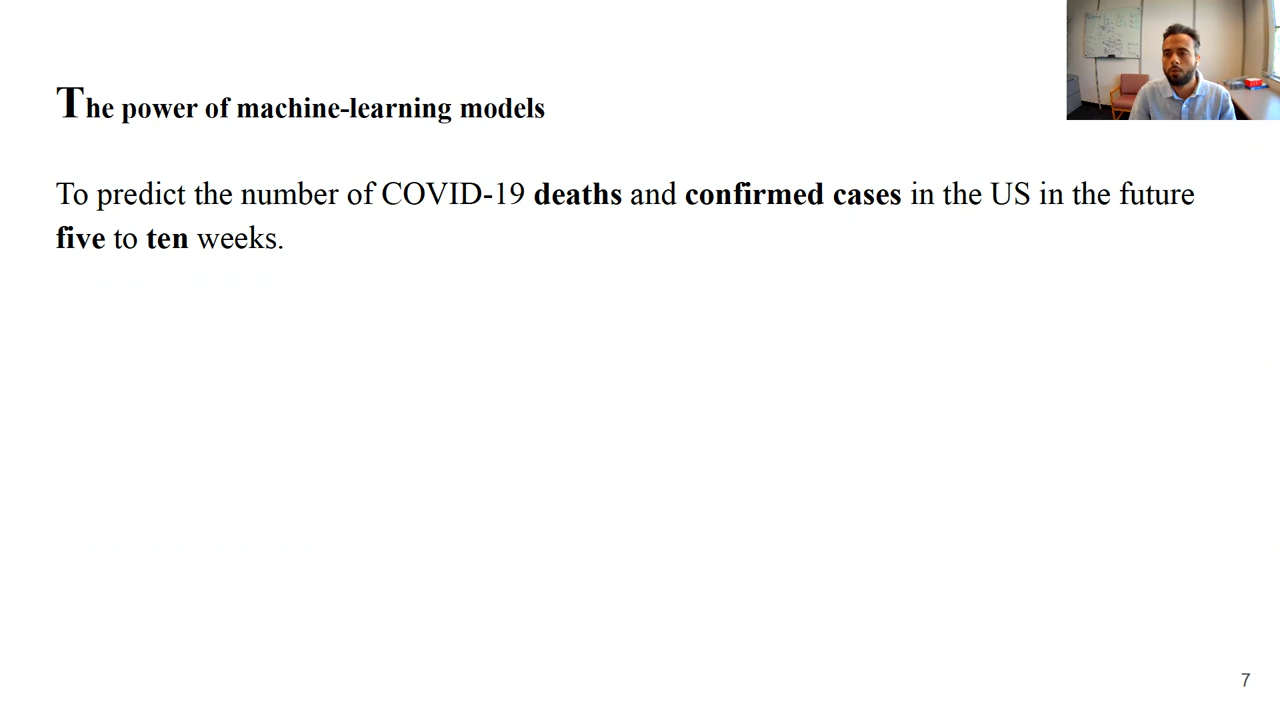 The power of machine-learning models
To predict the number of COVID-19 deaths and confirmed cases in the US in the future
five to ten weeks.
7